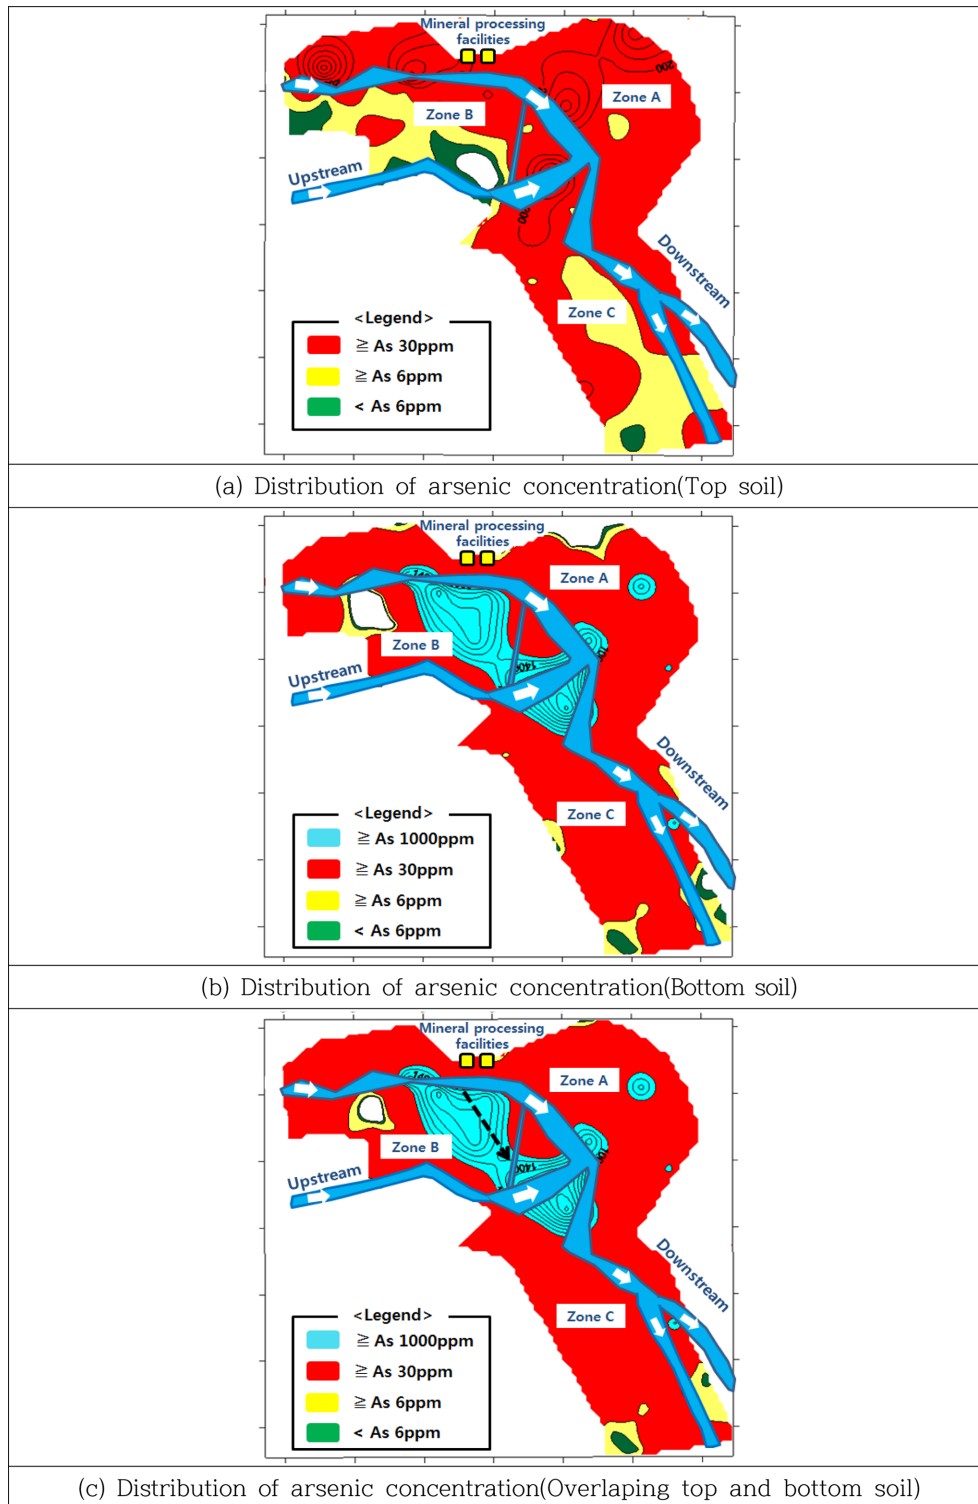 Mineral processing
facilities
200
Zone A
Zone B
Upstream
Downstream
Zone C
<Legend>
≧ As 30ppm
≧ As 6ppm
< As 6ppm
(a) Distribution of arsenic concentration(Top soil)
Mineral processing
facilities
Zone A
Zone B
1400
Upstream
Downstream
Zone C
<Legend>
≧ As 1000ppm
≧ As 30ppm
≧ As 6ppm
< As 6ppm
(b) Distribution of arsenic concentration(Bottom soil)
Mineral processing
facilities
Zone A
Zone B
1400
Upstream
Downstream
Zone C
<Legend>
≧ As 1000ppm
≧ As 30ppm
≧ As 6ppm
< As 6ppm
(c) Distribution of arsenic concentration(Overlaping top and bottom soil)